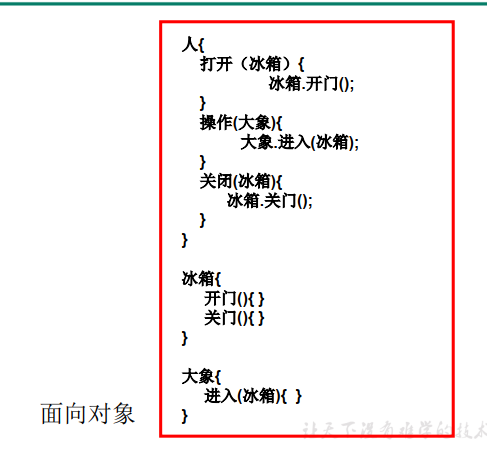 人{
打开（冰箱）{
冰箱.开门();
}
操作(大象){
大象.进入(冰箱);
}
关闭(冰箱){
冰箱.关门();
}
}
冰箱{
开门(){ }
关门(){ }
}
大象{
进入(冰箱){ }
}
面向对象
让天下没有难学的技术